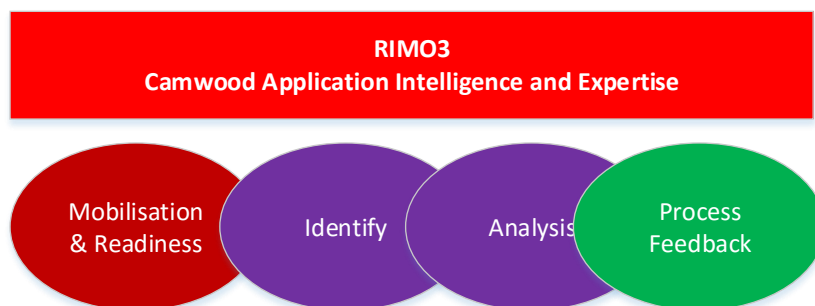 RIMO3
Camwood Application Intelligence and Expertise
Mobilisation
& Readiness
Identify
Analysis
Process
Feedback